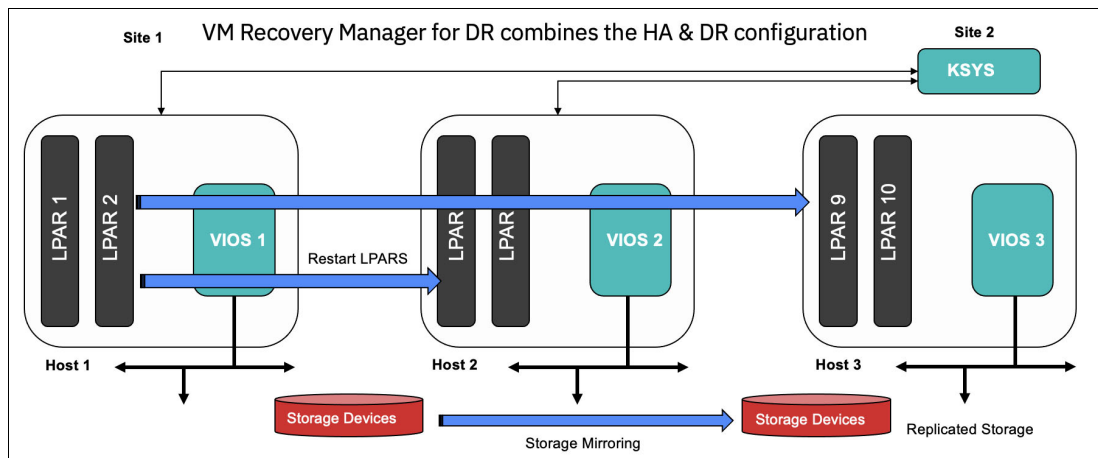 Site 1
VM Recovery Manager for DR combines the HA & DR configuration
Site 2
KSYS
LPAR 1
LPAR 2
VIOS 1
LPAR
LPAR
VIOS 2
LPAR 9
LPAR 10
VIOS 3
Restart LPARS
Host 1
Host 2
Host 3
Storage Devices
Storage Mirroring
Storage Devices
Replicated Storage